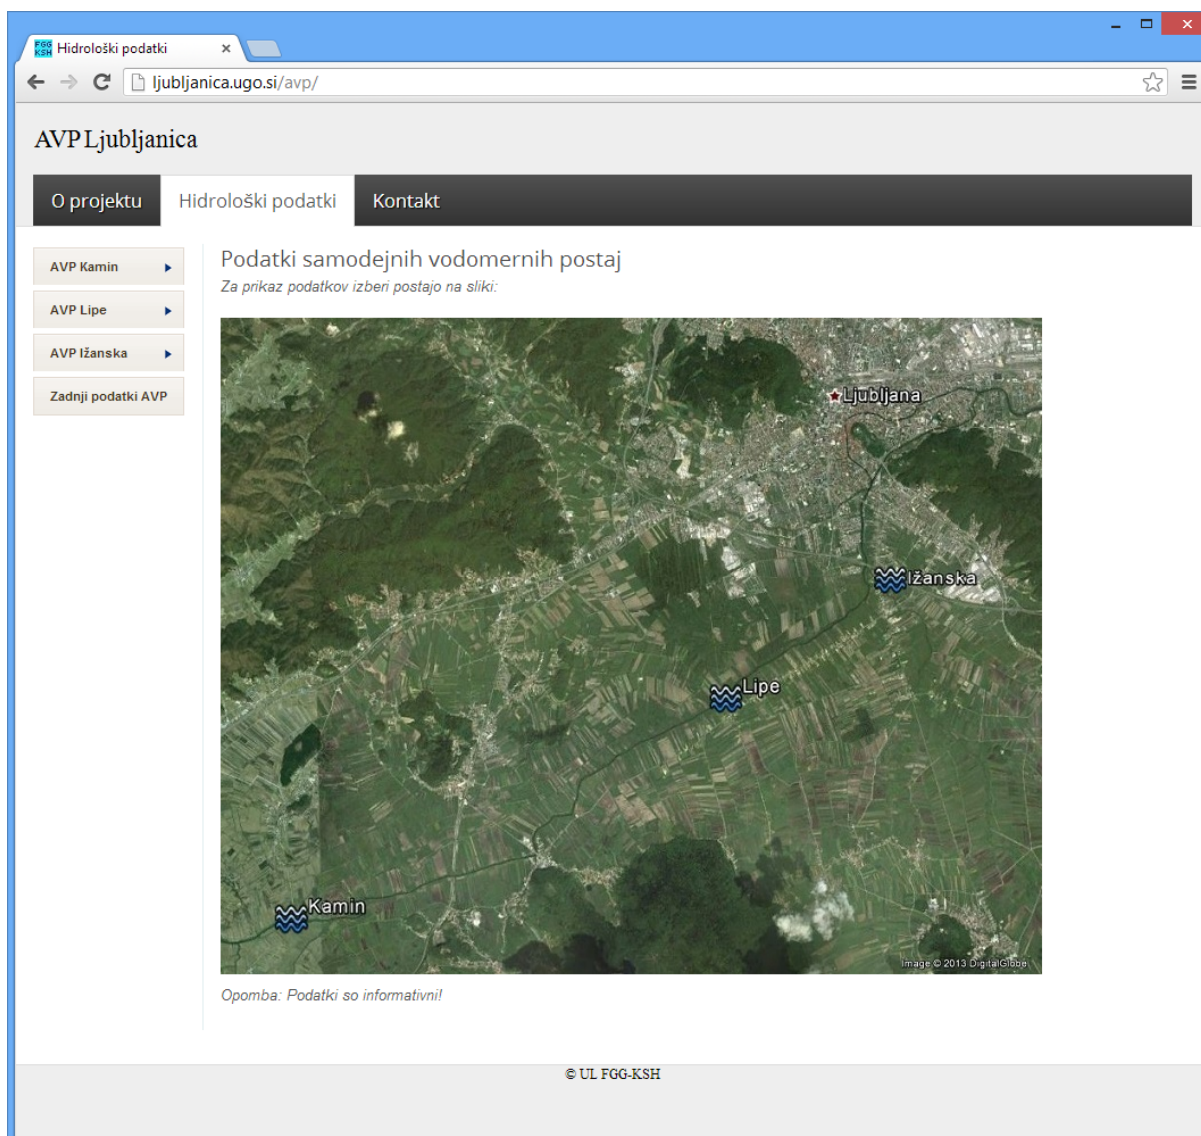 FGG
KSH
Hidrološki podatki
ljubljanica.ugo.si/avp/
AVP Ljubljanica
O projektu
Hidrološki podatki
Kontakt
AVP Kamin
AVP Lipe
AVP Ižanska
Zadnji podatki AVP
Podatki samodejnih vodomernih postaj
Za prikaz podatkov izberi postajo na sliki:
Ljubljana
Ižanska
Lipe
Kamin
Image © 2013 DigitalGlobe
Opomba: Podatki so informativni!
© UL FGG-KSH